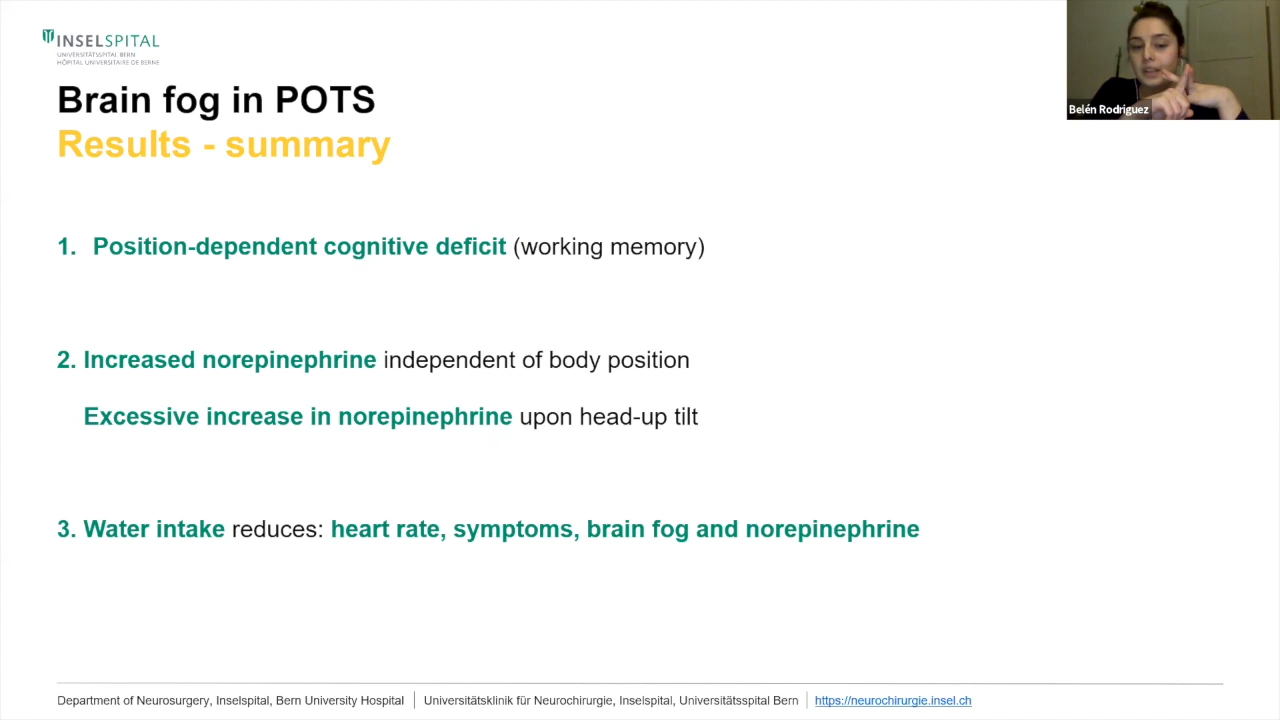 INSELSPITAL
UNIVERSITÄTSSPITAL BERN
HÔPITAL UNIVERSITAIRE DE BERNE
Belén Rodriguez
Brain fog in POTS
Results - summary
1. Position-dependent cognitive deficit (working memory)
2. Increased norepinephrine independent of body position
Excessive increase in norepinephrine upon head-up tilt
3. Water intake reduces: heart rate, symptoms, brain fog and norepinephrine
Department of Neurosurgery, Inselspital, Bern University Hospital | Universitätsklinik für Neurochirurgie, Inselspital, Universitätsspital Bern | https://neurochirurgie.insel.ch